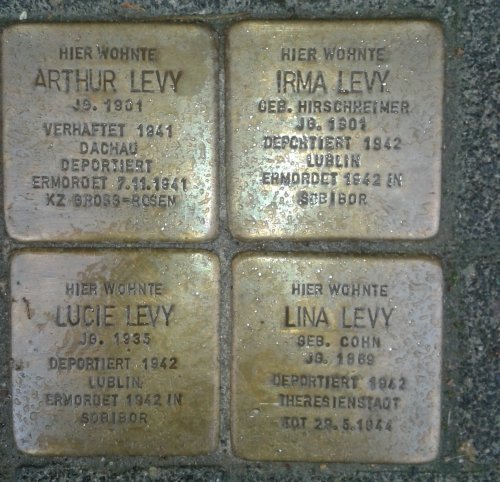 HIER WOHNTE
ARTHUR LEVY
JG. 1901
VERHAFTET 1941
DACHAU
DEPORTIERT
ERMORDET 7.11.1941
KZ GROSS-ROSEN
HIER WOHNTE
IRMA LEVY
GEB. HIRSCHHEIMER
JG. 1901
DEPORTIERT 1942
LUBLIN
ERMORDET 1942 IN
SOBIBOR
HIER WOHNTE
LUCIE LEVY
JG. 1935
DEPORTIERT 1942
LUBLIN
ERMORDET 1942 IN
SOBIBOR
HIER WOHNTE
LINA LEVY
GEB. COHN
JG. 1869
DEPORTIERT 1942
THERESIENSTADT
TOT 29.5.1944